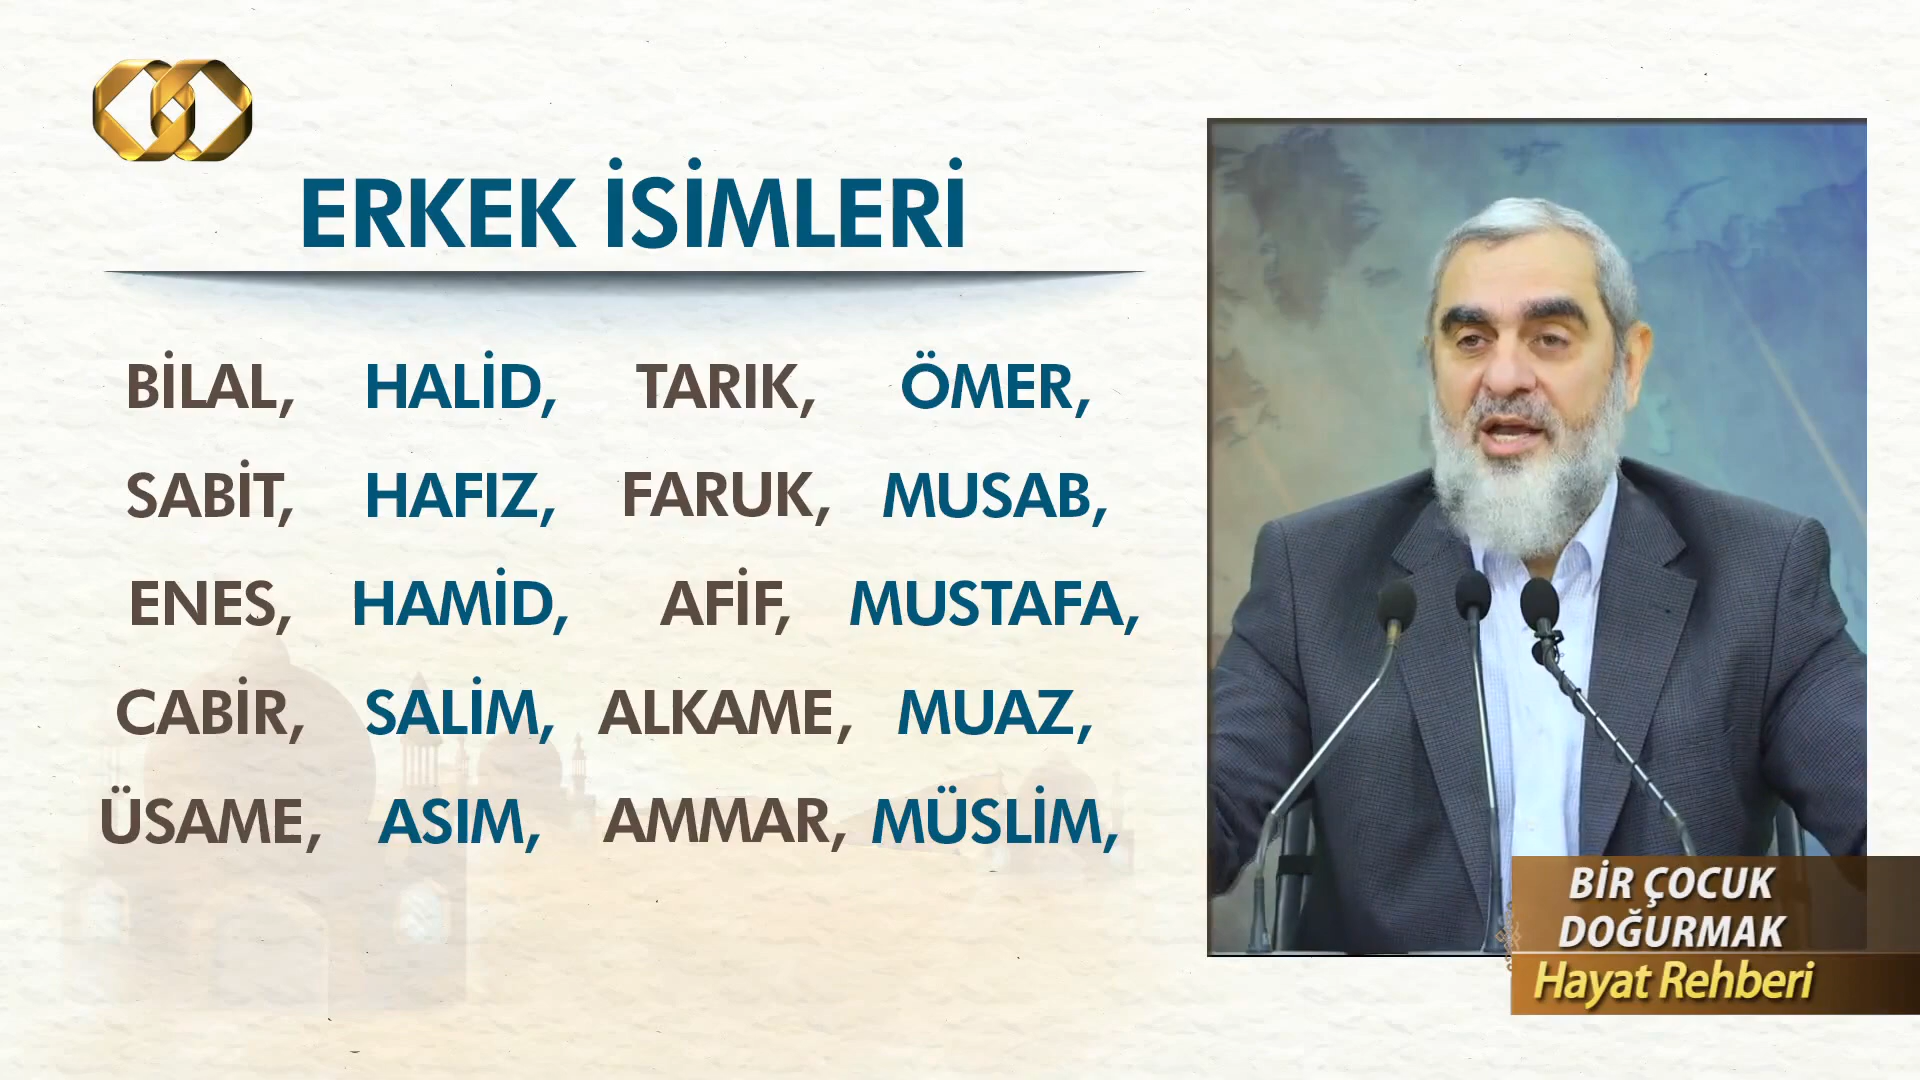 ERKEK İSİMLERİ
BİLAL, HALİD, TARIK, ÖMER,
SABİT, HAFIZ, FARUK, MUSAB,
ENES, HAMİD, AFİF, MUSTAFA,
CABİR, SALİM, ALKAME, MUAZ,
ÜSAME, ASIM, AMMAR, MÜSLİM,
BİR ÇOCUK
DOĞURMAK
Hayat Rehberi